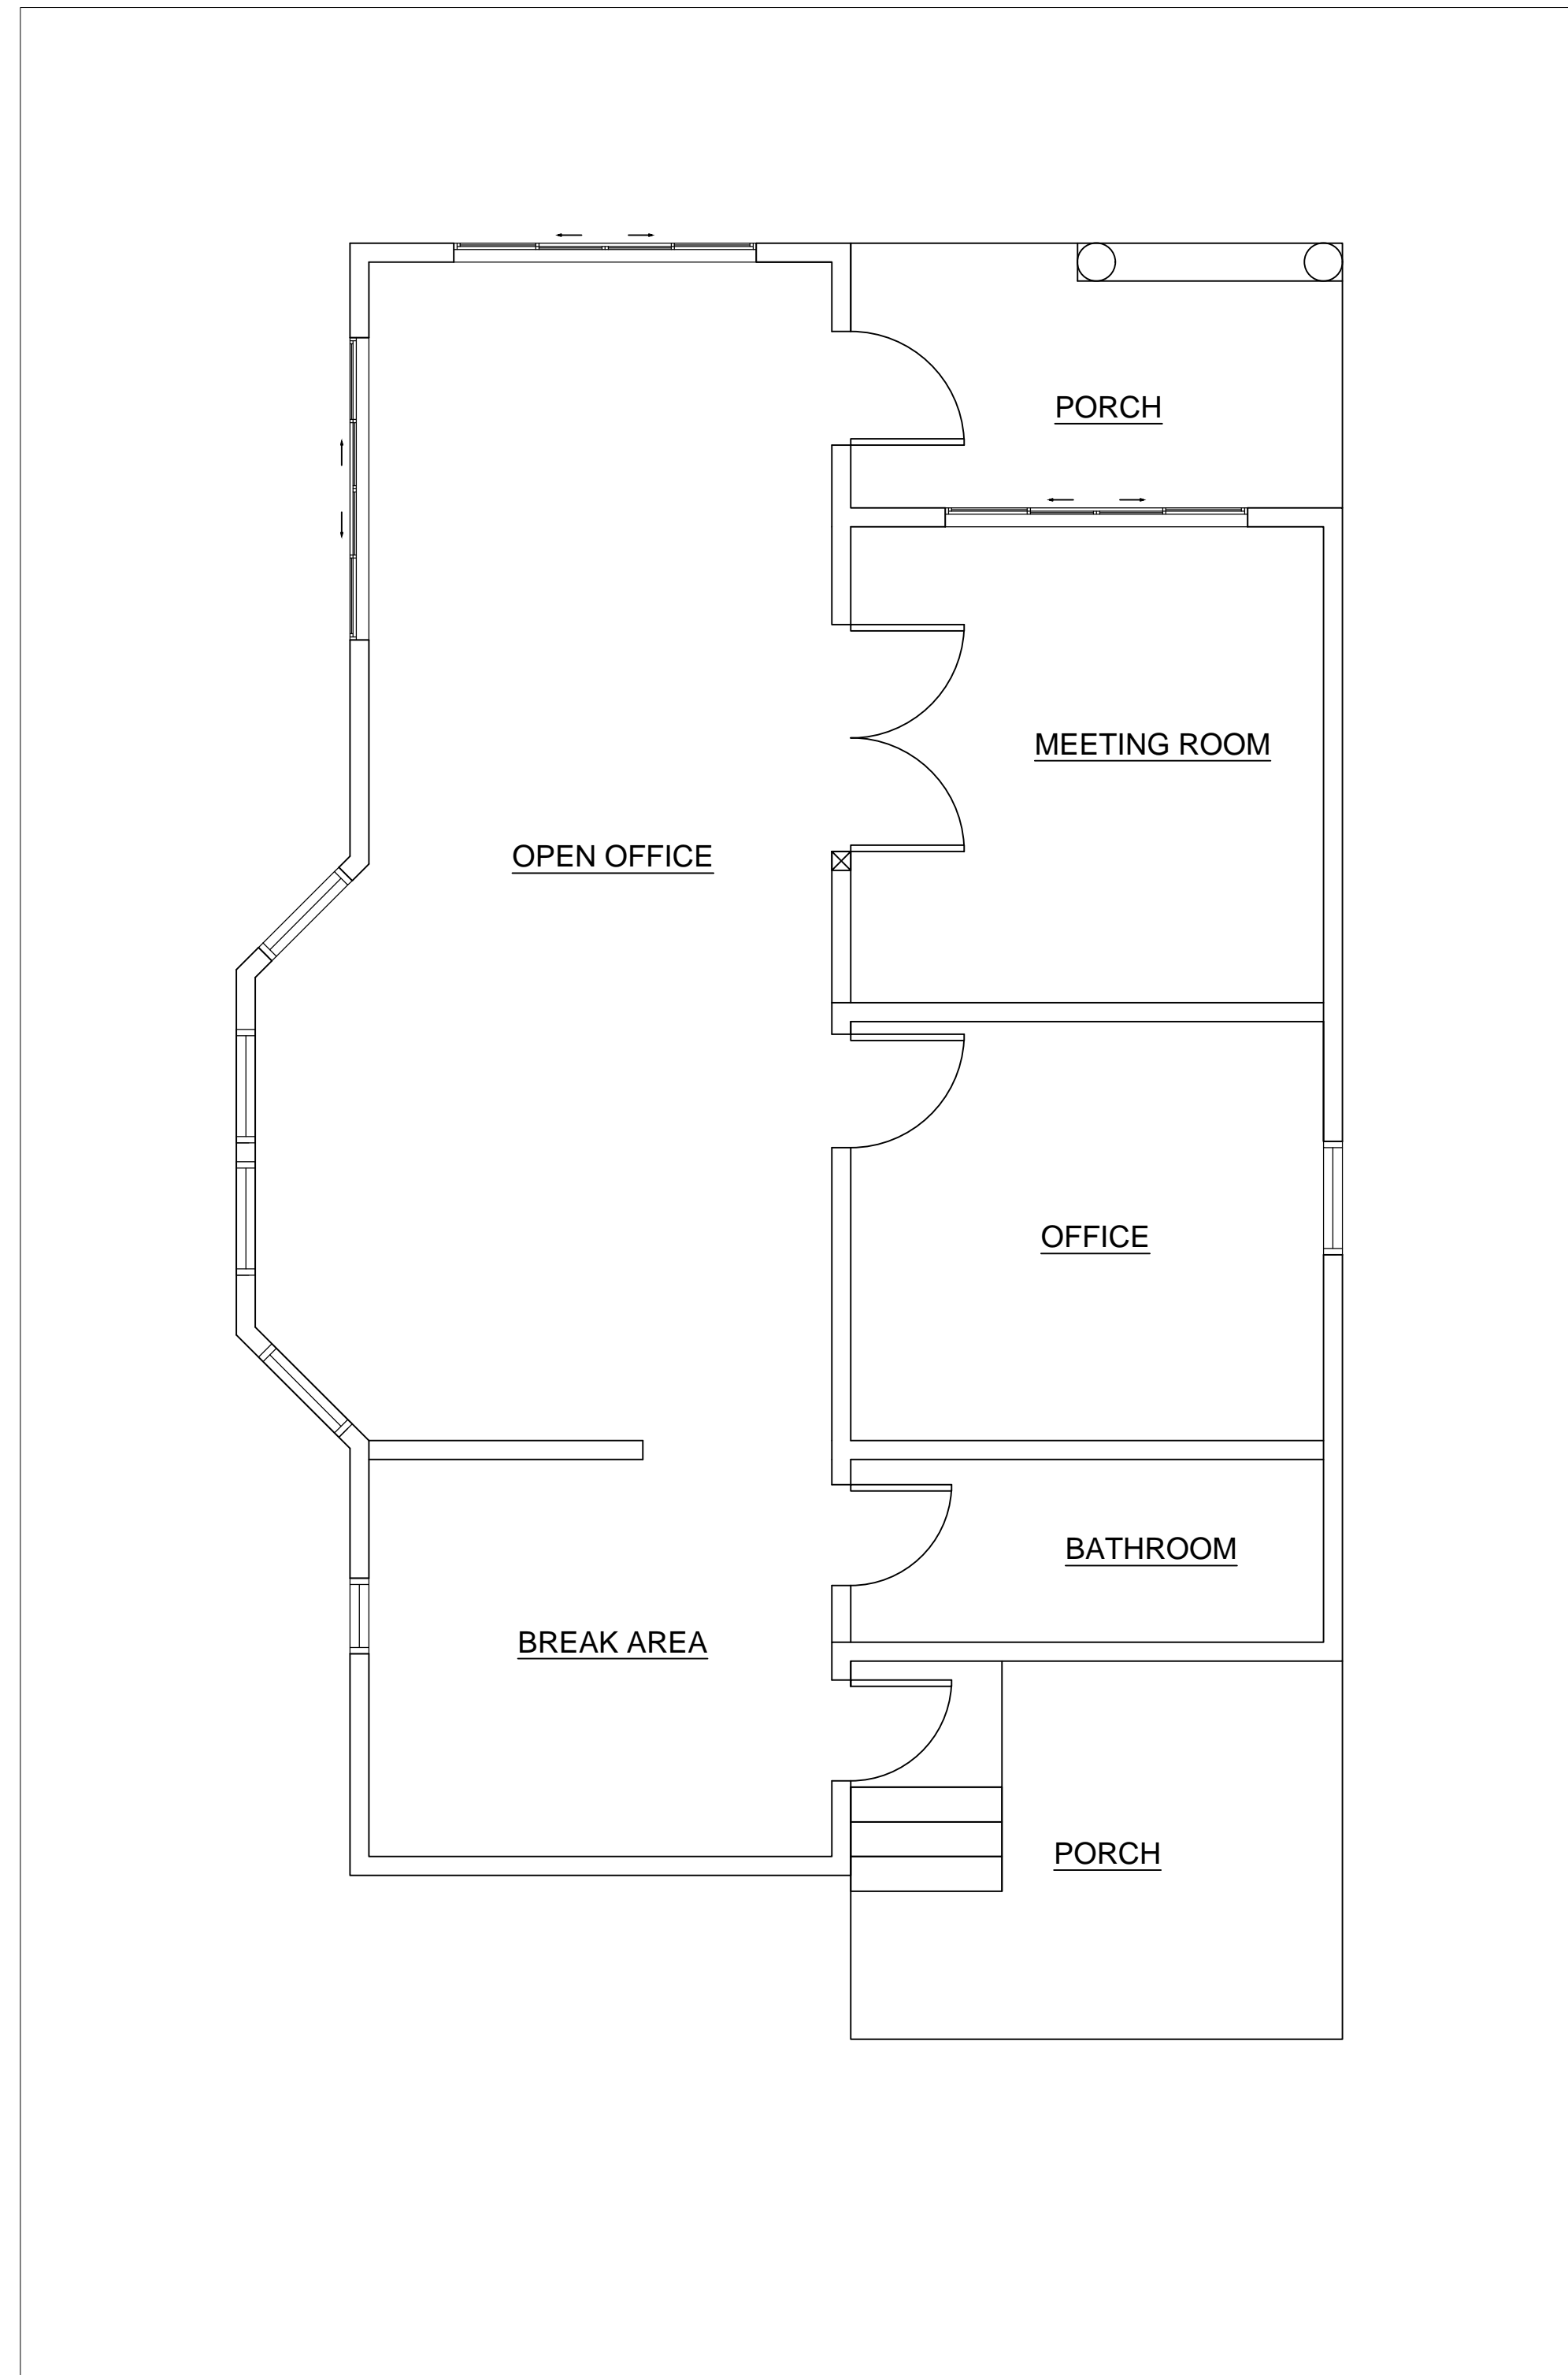 PORCH
MEETING ROOM
OPEN OFFICE
OFFICE
BATHROOM
BREAK AREA
PORCH